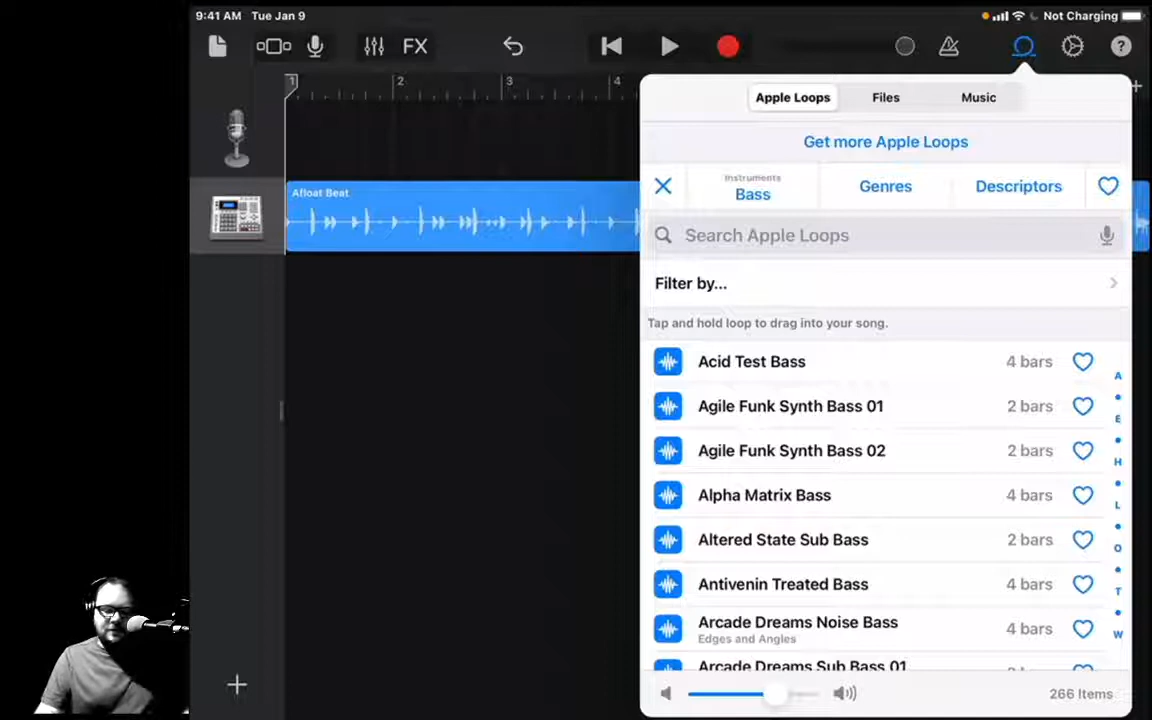 9:41 AM Tue Jan 9
Not Charging
FX
1 2 3 4
Afloat Beat
Apple Loops Files Music
Get more Apple Loops
Instruments
Bass
Genres
Descriptors
Search Apple Loops
Filter by...
Tap and hold loop to drag into your song.
Acid Test Bass 4 bars
Agile Funk Synth Bass 01 2 bars
Agile Funk Synth Bass 02 2 bars
Alpha Matrix Bass 4 bars
Altered State Sub Bass 2 bars
Antivenin Treated Bass 4 bars
Arcade Dreams Noise Bass 4 bars
Edges and Angles
Arcade Dreams Sub Bass 01
A
E
H
L
O
T
W
266 Items